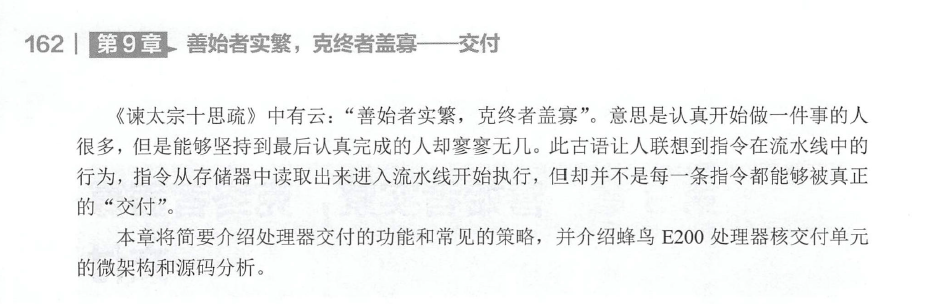 162 | 第9章 善始者实繁，克终者盖寡——交付
《谏太宗十思疏》中有云：“善始者实繁，克终者盖寡”。意思是认真开始做一件事的人
很多，但是能够坚持到最后认真完成的人却寥寥无几。此古语让人联想到指令在流水线中的
行为，指令从存储器中读取出来进入流水线开始执行，但却并不是每一条指令都能够被真正
的“交付”。
本章将简要介绍处理器交付的功能和常见的策略，并介绍蜂鸟 E200 处理器核交付单元
的微架构和源码分析。